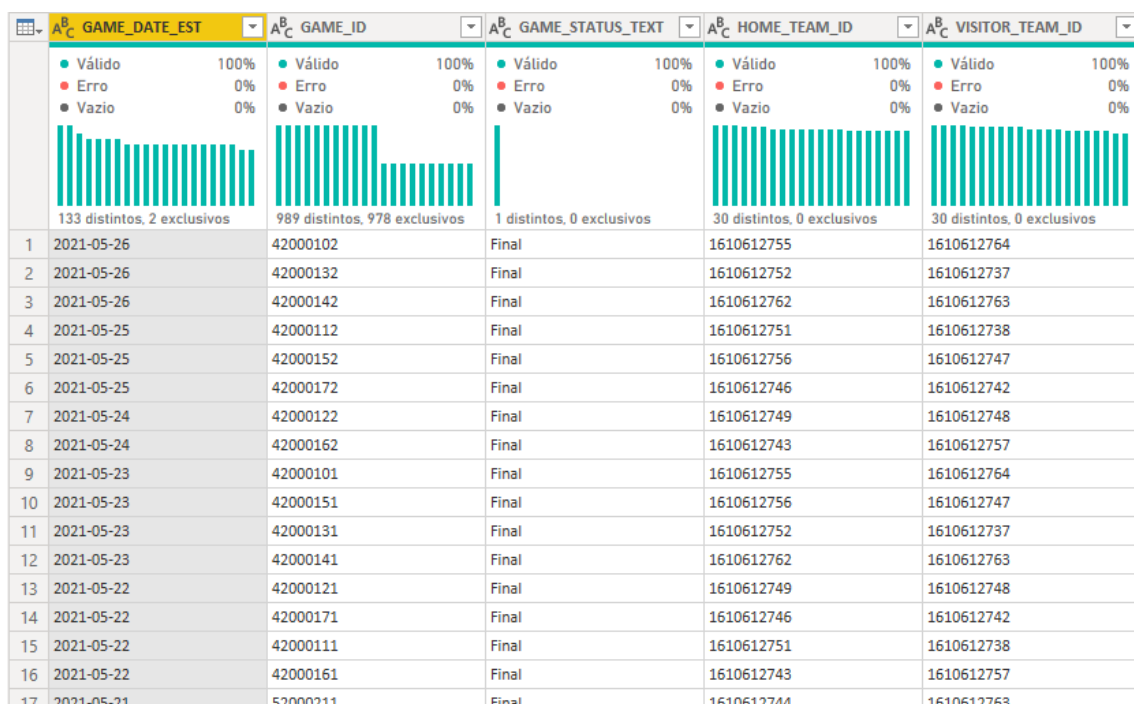 GAME_DATE_EST GAME_ID GAME_STATUS_TEXT HOME_TEAM_ID VISITOR_TEAM_ID
Válido 100% Válido 100% Válido 100% Válido 100% Válido 100%
Erro 0% Erro 0% Erro 0% Erro 0% Erro 0%
Vazio 0% Vazio 0% Vazio 0% Vazio 0% Vazio 0%
133 distintos, 2 exclusivos 989 distintos, 978 exclusivos 1 distintos, 0 exclusivos 30 distintos, 0 exclusivos 30 distintos, 0 exclusivos
1 2021-05-26 42000102 Final 1610612755 1610612764
2 2021-05-26 42000132 Final 1610612752 1610612737
3 2021-05-26 42000142 Final 1610612762 1610612763
4 2021-05-25 42000112 Final 1610612751 1610612738
5 2021-05-25 42000152 Final 1610612756 1610612747
6 2021-05-25 42000172 Final 1610612746 1610612742
7 2021-05-24 42000122 Final 1610612749 1610612748
8 2021-05-24 42000162 Final 1610612743 1610612757
9 2021-05-23 42000101 Final 1610612755 1610612764
10 2021-05-23 42000151 Final 1610612756 1610612747
11 2021-05-23 42000131 Final 1610612752 1610612737
12 2021-05-23 42000141 Final 1610612762 1610612763
13 2021-05-22 42000121 Final 1610612749 1610612748
14 2021-05-22 42000171 Final 1610612746 1610612742
15 2021-05-22 42000111 Final 1610612751 1610612738
16 2021-05-22 42000161 Final 1610612743 1610612757
17 2021-05-21 52000211 Final 1610612744 1610612763